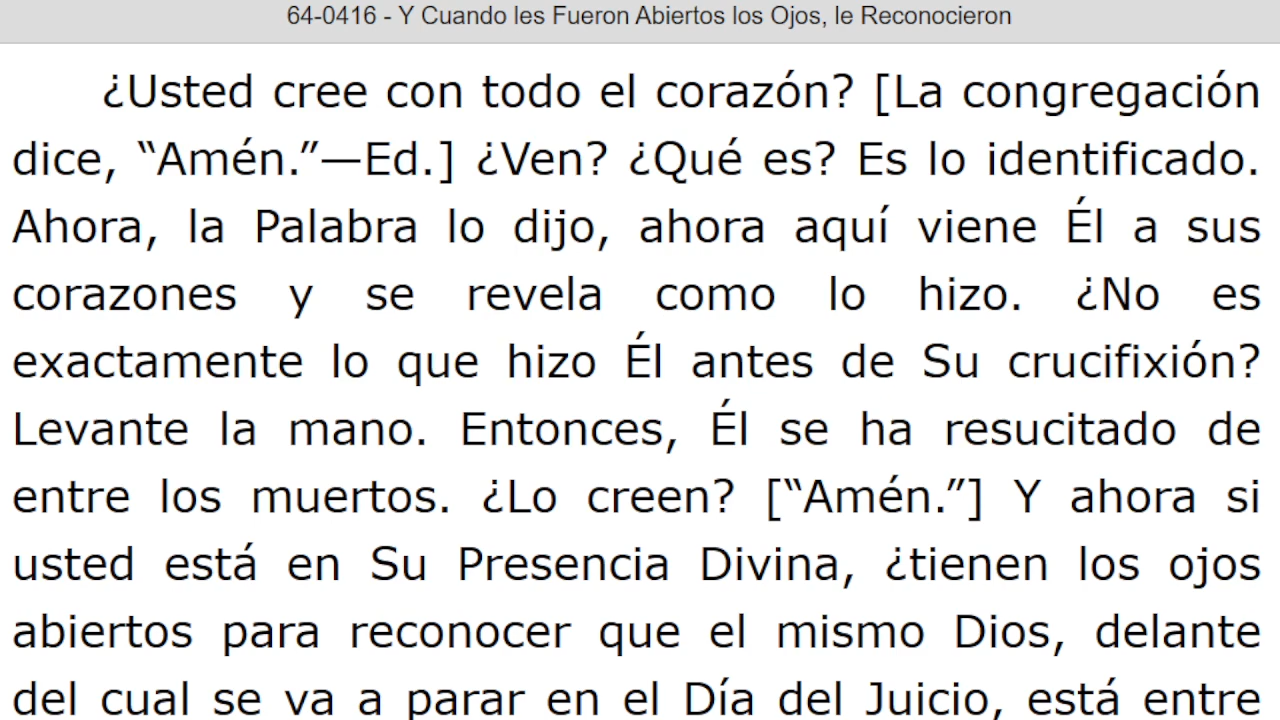 64-0416 - Y Cuando les Fueron Abiertos los Ojos, le Reconocieron
¿Usted cree con todo el corazón? [La congregación
dice, “Amén.”—Ed.] ¿Ven? ¿Qué es? Es lo identificado.
Ahora, la Palabra lo dijo, ahora aquí viene Él a sus
corazones y se revela como lo hizo. ¿No es
exactamente lo que hizo Él antes de Su crucifixión?
Levante la mano. Entonces, Él se ha resucitado de
entre los muertos. ¿Lo creen? [“Amén.”] Y ahora si
usted está en Su Presencia Divina, ¿tienen los ojos
abiertos para reconocer que el mismo Dios, delante
del cual se va a parar en el Día del Juicio, está entre